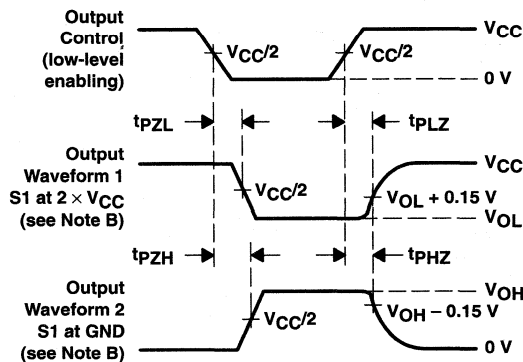 Output
Control
(low-level
enabling)
VCC/2
VCC/2
VCC
0 V
tPZL
tPLZ
Output
Waveform 1
S1 at 2 × VCC
(see Note B)
VCC/2
VCC
VOL + 0.15 V
VOL
tPZH
tPHZ
Output
Waveform 2
S1 at GND
(see Note B)
VCC/2
VOH
VOH − 0.15 V
0 V